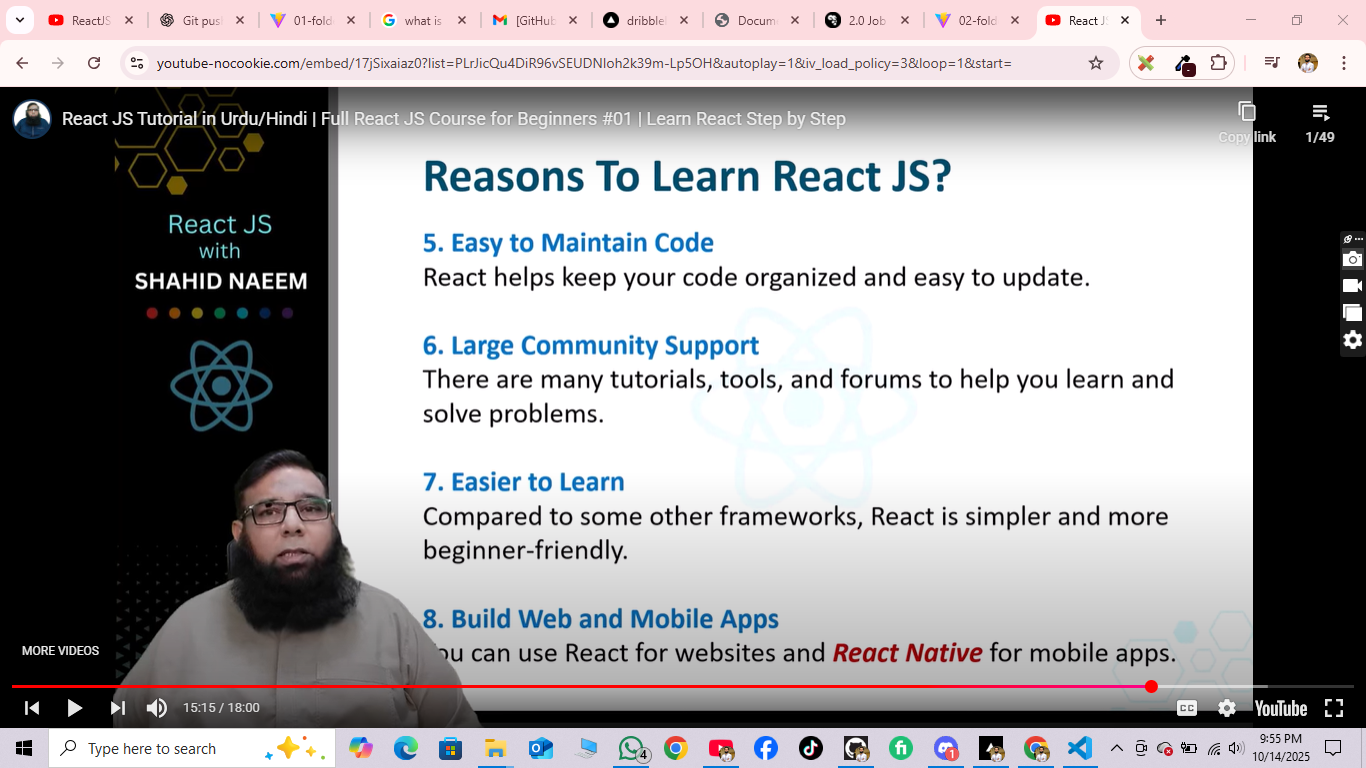 ReactJS
Git pus
01-fold
what is
[GitHub
dribble
Docume
2.0 Job
02-fold
React JS
youtube-nocookie.com/embed/17jSixaiaz0?list=PLrJicQu4DiR96vSEUDNIoh2k39m-Lp5OH&autoplay=1&iv_load_policy=3&loop=1&start=
React JS Tutorial in Urdu/Hindi | Full React JS Course for Beginners #01 | Learn React Step by Step
Copy link
1/49
React JS
with
SHAHID NAEEM
Reasons To Learn React JS?
5. Easy to Maintain Code
React helps keep your code organized and easy to update.
6. Large Community Support
There are many tutorials, tools, and forums to help you learn and
solve problems.
7. Easier to Learn
Compared to some other frameworks, React is simpler and more
beginner-friendly.
8. Build Web and Mobile Apps
You can use React for websites and React Native for mobile apps.
MORE VIDEOS
15:15 / 18:00
CC
YouTube
Type here to search
4
fi
1
9:55 PM
10/14/2025